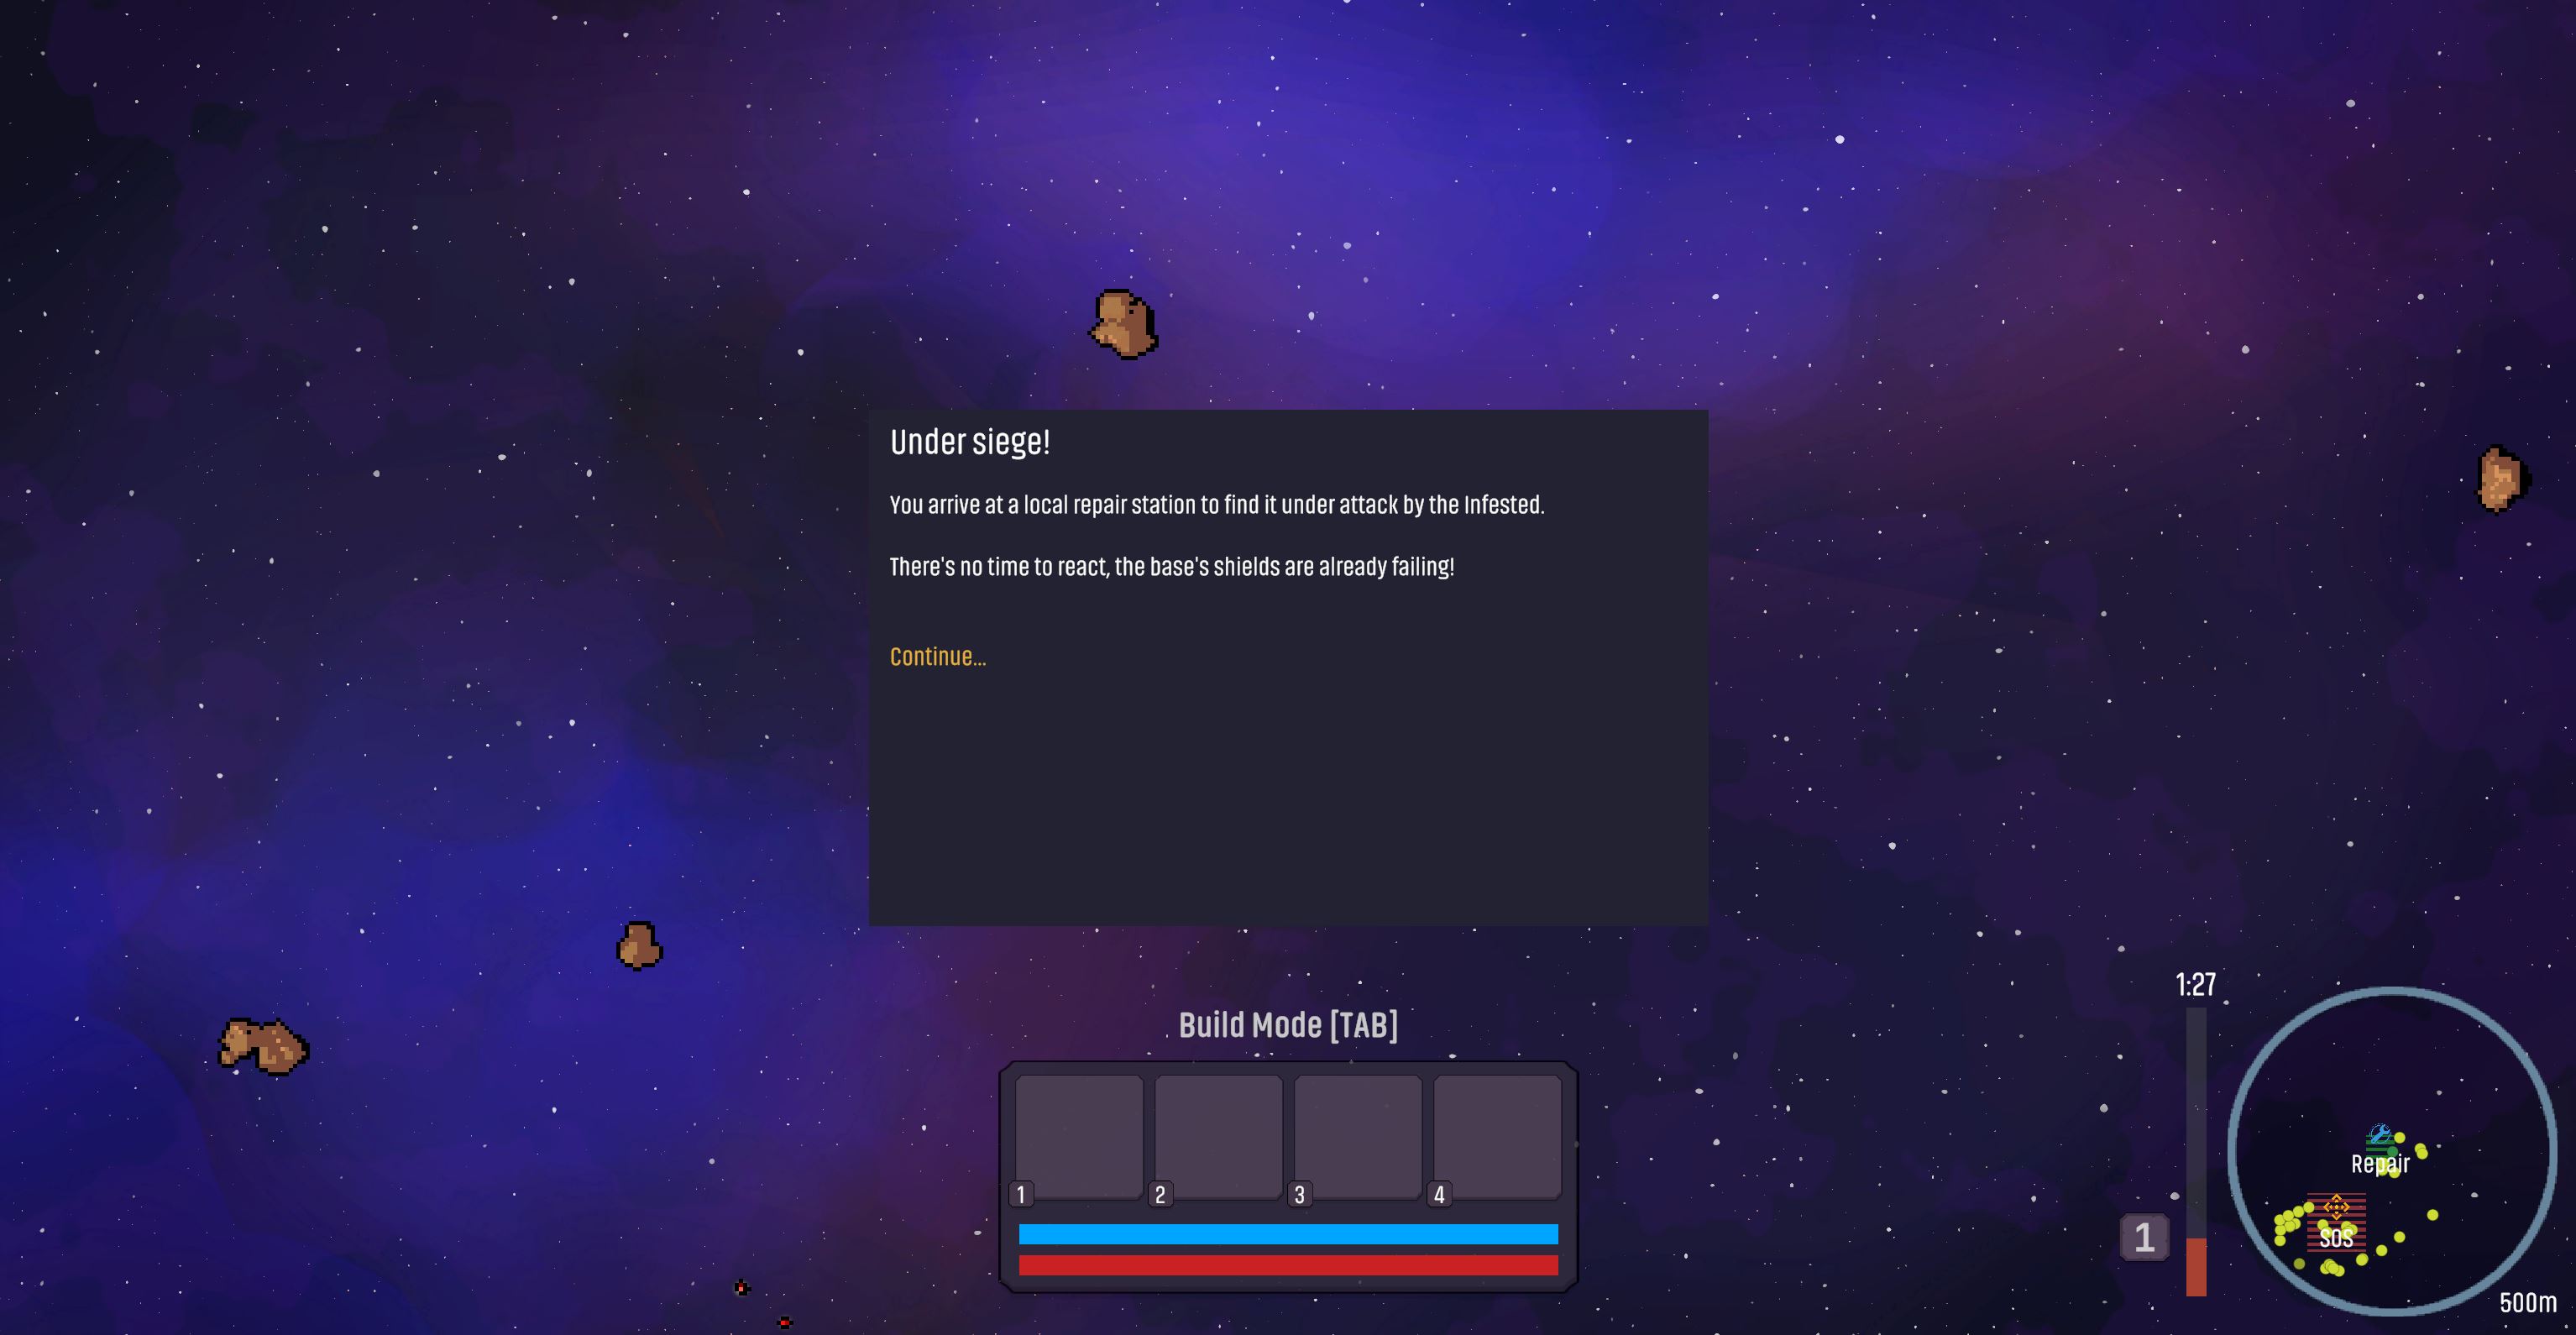 Under siege!
You arrive at a local repair station to find it under attack by the Infested.
There's no time to react, the base's shields are already failing!
Continue...
Build Mode [TAB]
1
2
3
4
1:27
1
Repair
SOS
500m